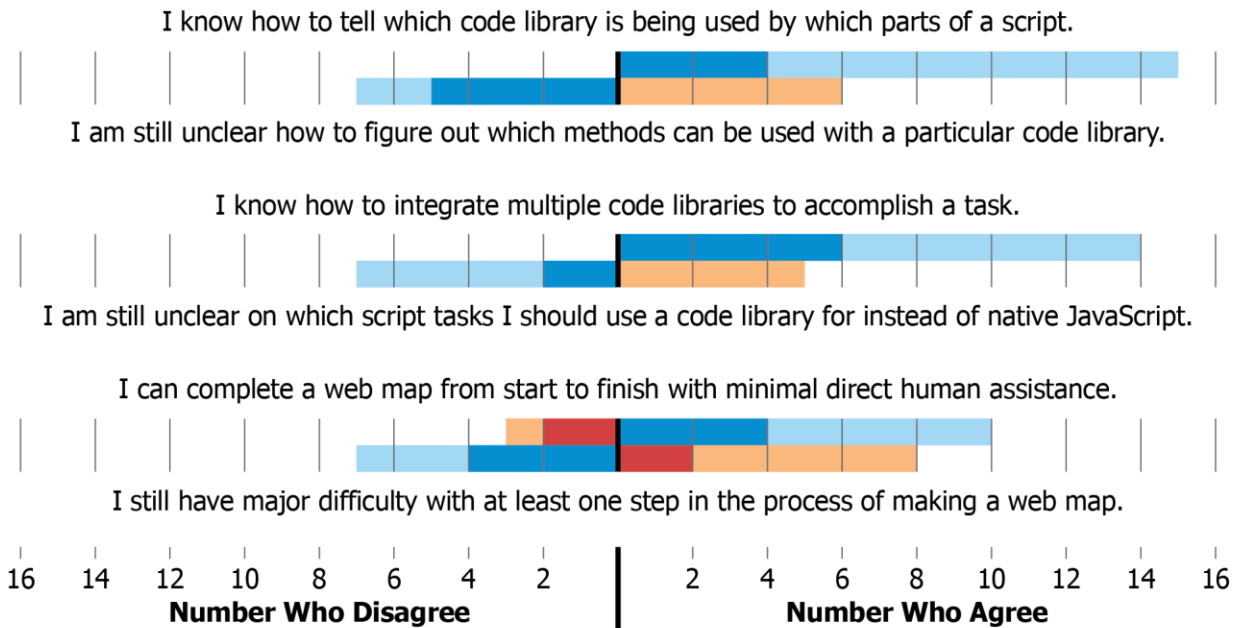 I know how to tell which code library is being used by which parts of a script.
I am still unclear how to figure out which methods can be used with a particular code library.
I know how to integrate multiple code libraries to accomplish a task.
I am still unclear on which script tasks I should use a code library for instead of native JavaScript.
I can complete a web map from start to finish with minimal direct human assistance.
I still have major difficulty with at least one step in the process of making a web map.
16 14 12 10 8 6 4 2 2 4 6 8 10 12 14 16
Number Who Disagree Number Who Agree